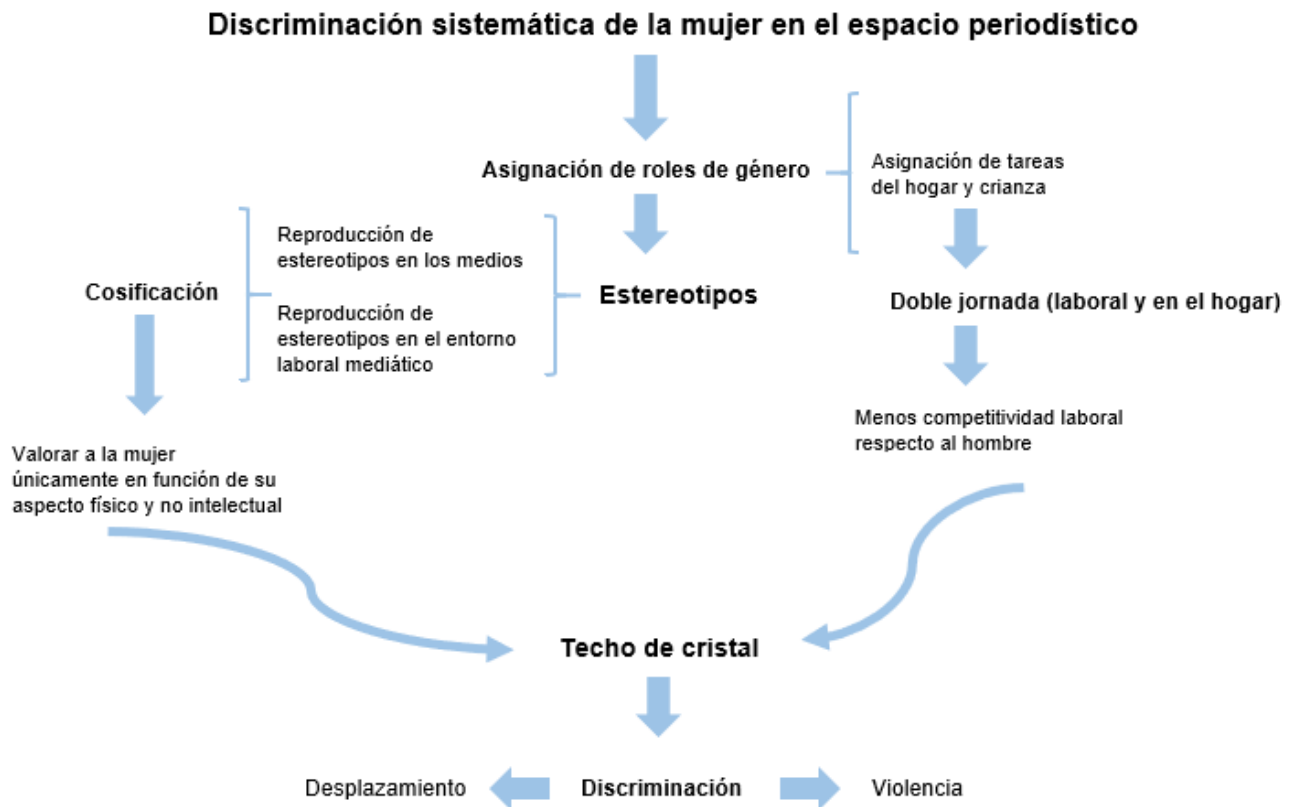 Discriminación sistemática de la mujer en el espacio periodístico
Asignación de roles de género
Asignación de tareas
del hogar y crianza
Reproducción de
estereotipos en los medios
Cosificación
Estereotipos
Doble jornada (laboral y en el hogar)
Reproducción de
estereotipos en el entorno
laboral mediático
Menos competitividad laboral
respecto al hombre
Valorar a la mujer
únicamente en función de su
aspecto físico y no intelectual
Techo de cristal
Desplazamiento
Discriminación
Violencia